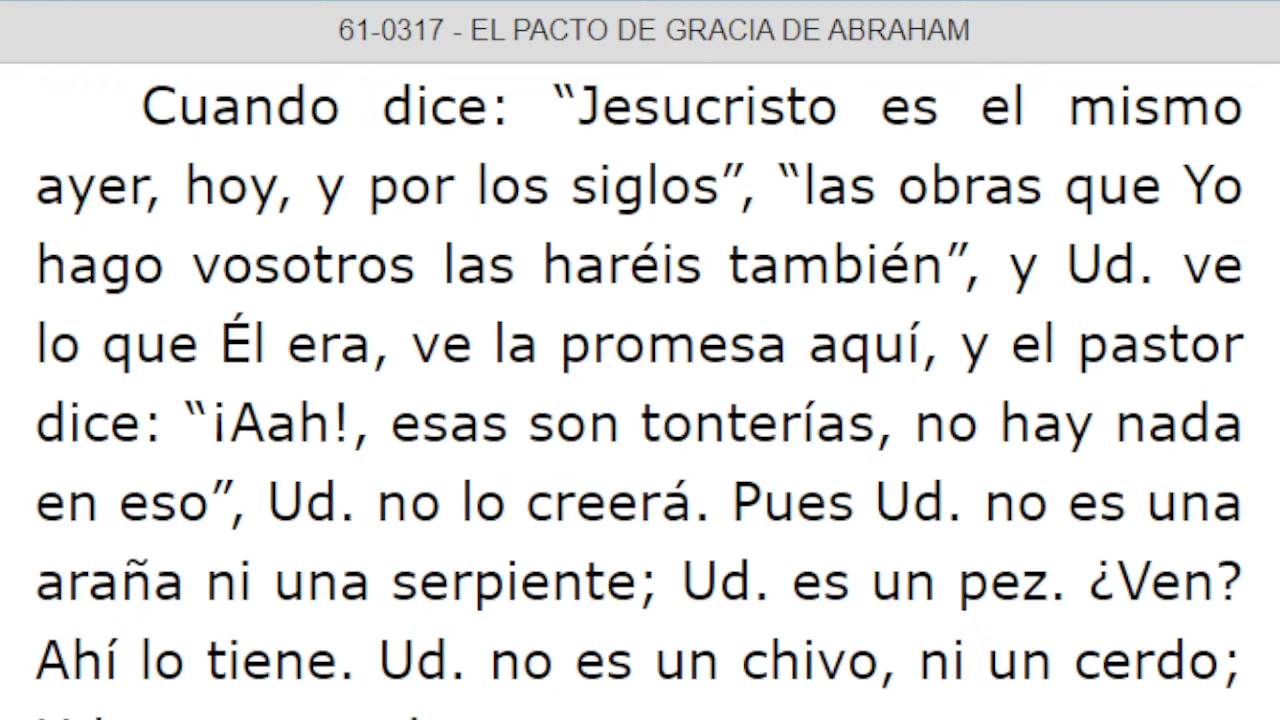 61-0317 - EL PACTO DE GRACIA DE ABRAHAM
Cuando dice: “Jesucristo es el mismo
ayer, hoy, y por los siglos”, “las obras que Yo
hago vosotros las haréis también”, y Ud. ve
lo que Él era, ve la promesa aquí, y el pastor
dice: “¡Aah!, esas son tonterías, no hay nada
en eso”, Ud. no lo creerá. Pues Ud. no es una
araña ni una serpiente; Ud. es un pez. ¿Ven?
Ahí lo tiene. Ud. no es un chivo, ni un cerdo;